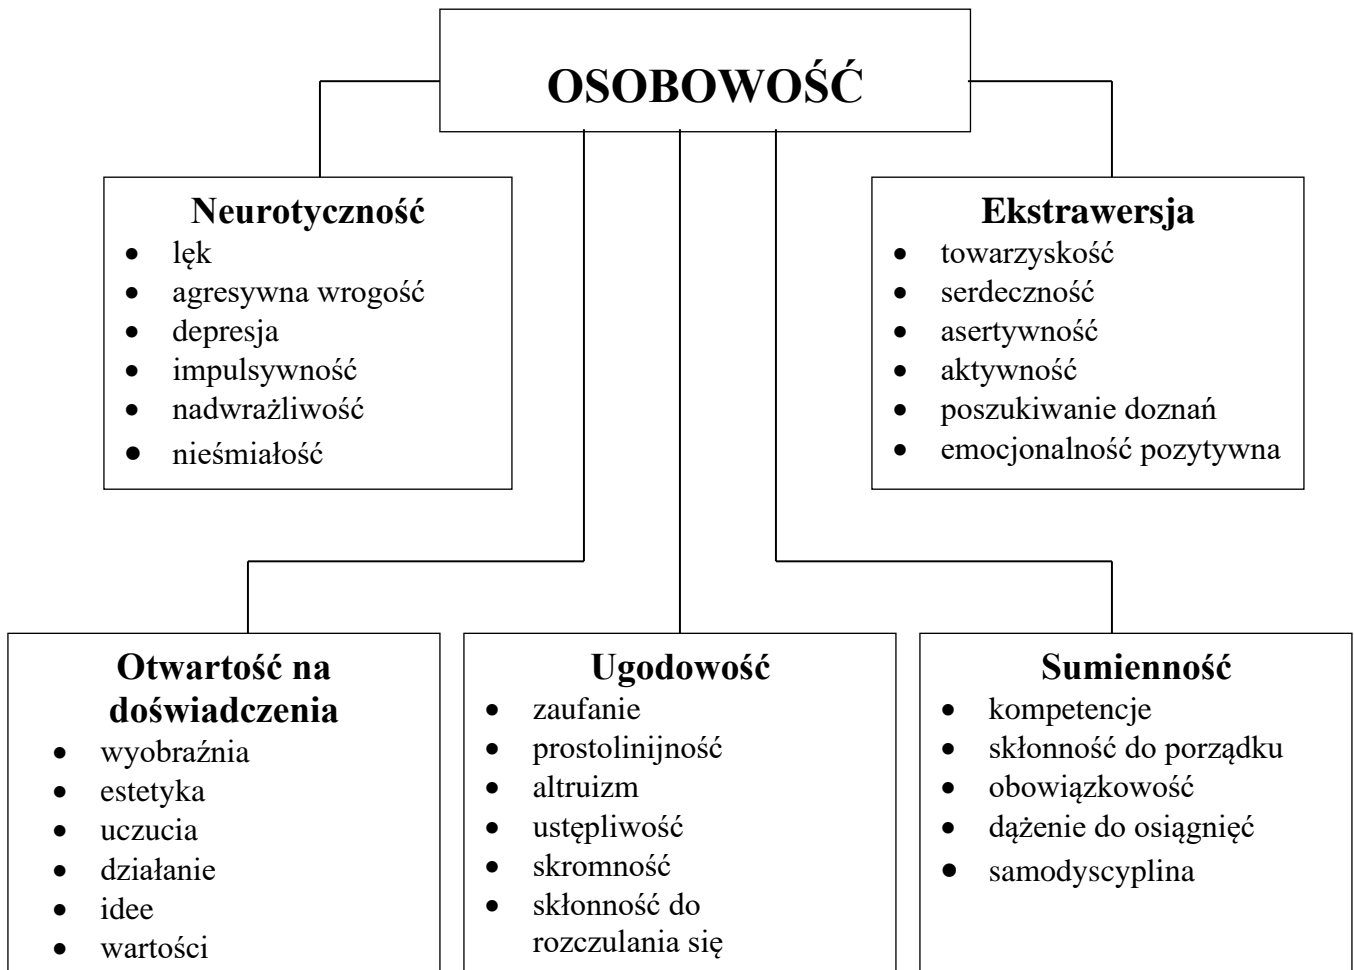 OSOBOWOŚĆ
Neurotyczność
• lęk
• agresywna wrogość
• depresja
• impulsywność
• nadwrażliwość
• nieśmiałość
Ekstrawersja
• towarzyskość
• serdeczność
• asertywność
• aktywność
• poszukiwanie doznań
• emocjonalność pozytywna
Otwartość na
doświadczenia
• wyobraźnia
• estetyka
• uczucia
• działanie
• idee
• wartości
Ugodowość
• zaufanie
• prostolinijność
• altruizm
• ustępliwość
• skromność
• skłonność do
rozczulania się
Sumienność
• kompetencje
• skłonność do porządku
• obowiązkowość
• dążenie do osiągnięć
• samodyscyplina